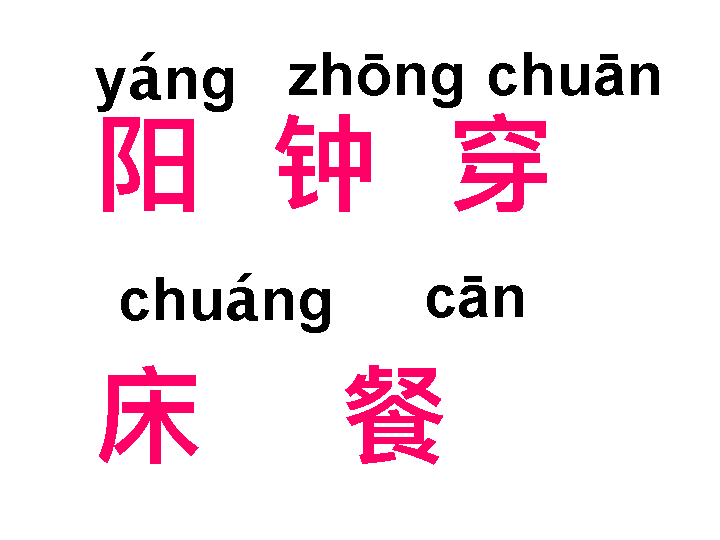 yáng zhōng chuān
阳 钟 穿
chuáng cān
床 餐